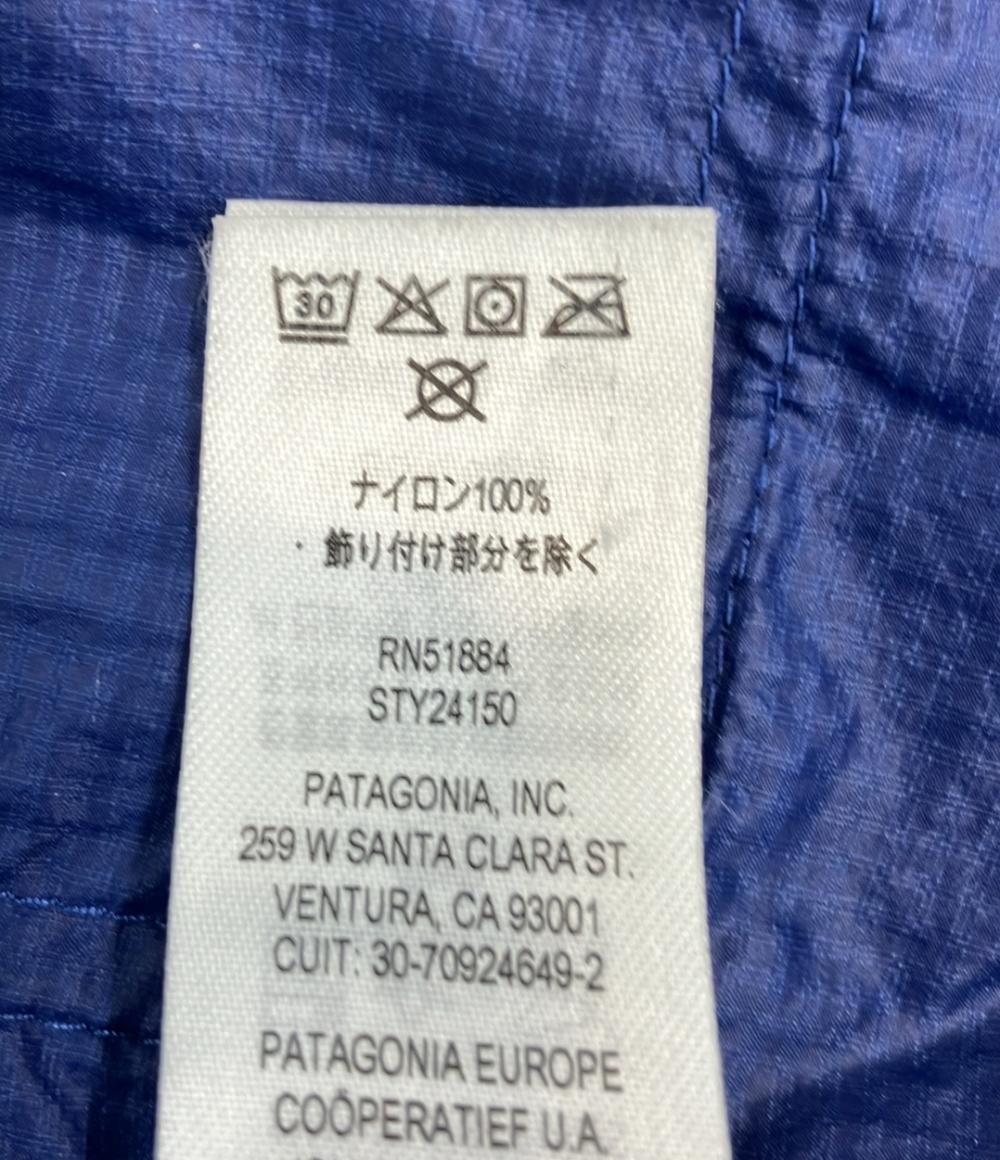 30
ナイロン100%
・飾り付け部分を除く
RN51884
STY24150
PATAGONIA, INC.
259 W SANTA CLARA ST.
VENTURA, CA 93001
CUIT: 30-70924649-2
PATAGONIA EUROPE
COÖPERATIEF U.A.